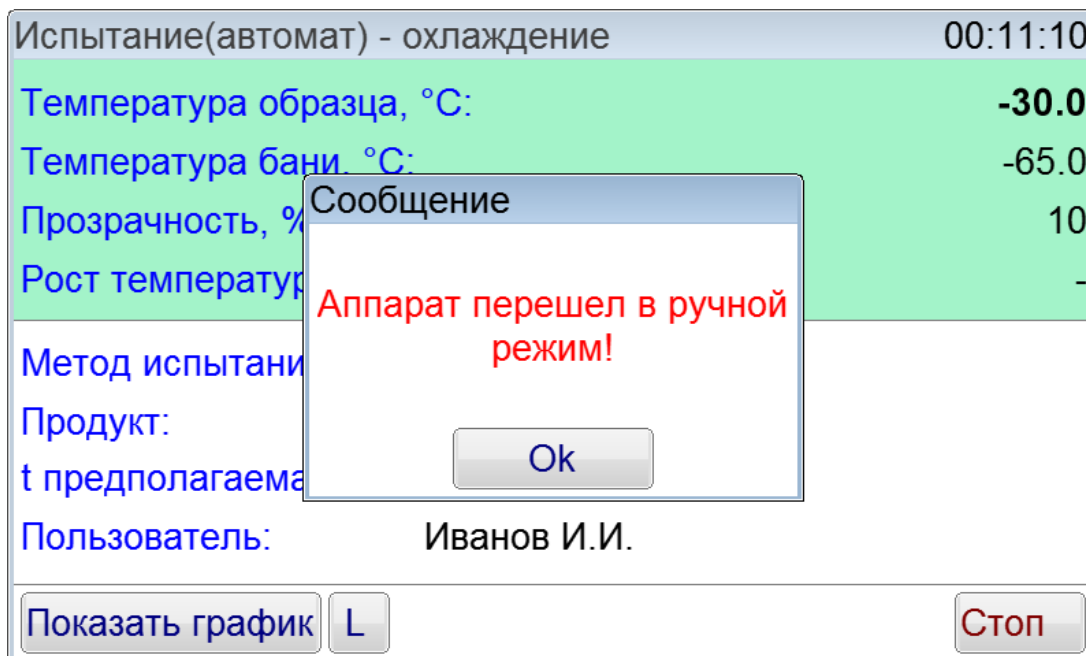 Испытание(автомат) - охлаждение 00:11:10
Температура образца, °C: -30.0
Температура бани, °C: -65.0
Сообщение
Прозрачность, % 10
Рост температур -
Аппарат перешел в ручной
режим!
Метод испытани
Продукт:
Ok
t предполагаема
Пользователь: Иванов И.И.
Показать график L Стоп